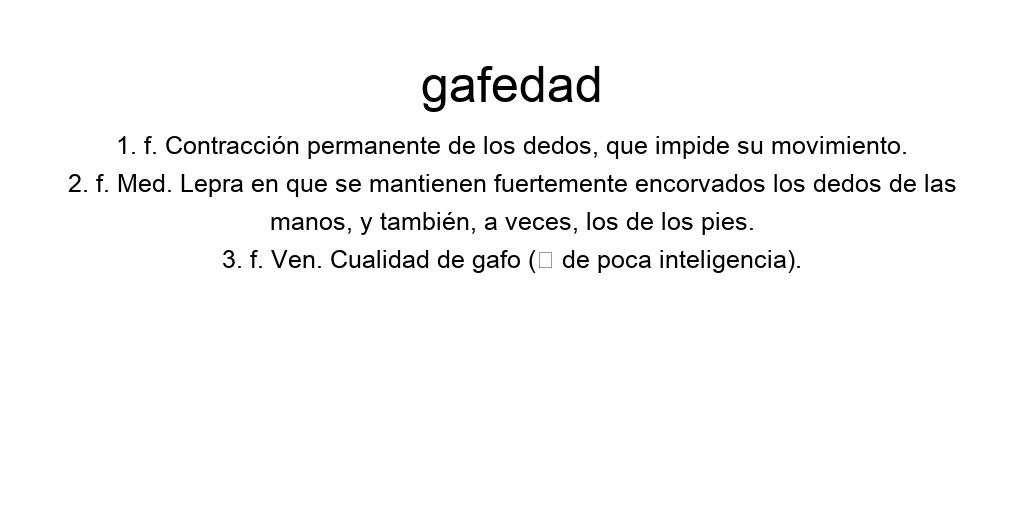 gafedad
1. f. Contracción permanente de los dedos, que impide su movimiento.
2. f. Med. Lepra en que se mantienen fuertemente encorvados los dedos de las
manos, y también, a veces, los de los pies.
3. f. Ven. Cualidad de gafo (□ de poca inteligencia).